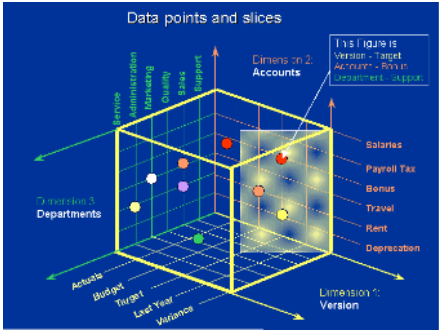 Data points and slices
This Figure is
Version - Target
Accounts - Bonus
Department - Support
Dimension 2:
Accounts
Service
Administration
Marketing
Quality
Sales
Support
Salaries
Payroll Tax
Bonus
Travel
Rent
Deprecation
Dimension 3
Departments
Actuals
Budget
Target
Last Year
Variance
Dimension 1:
Version